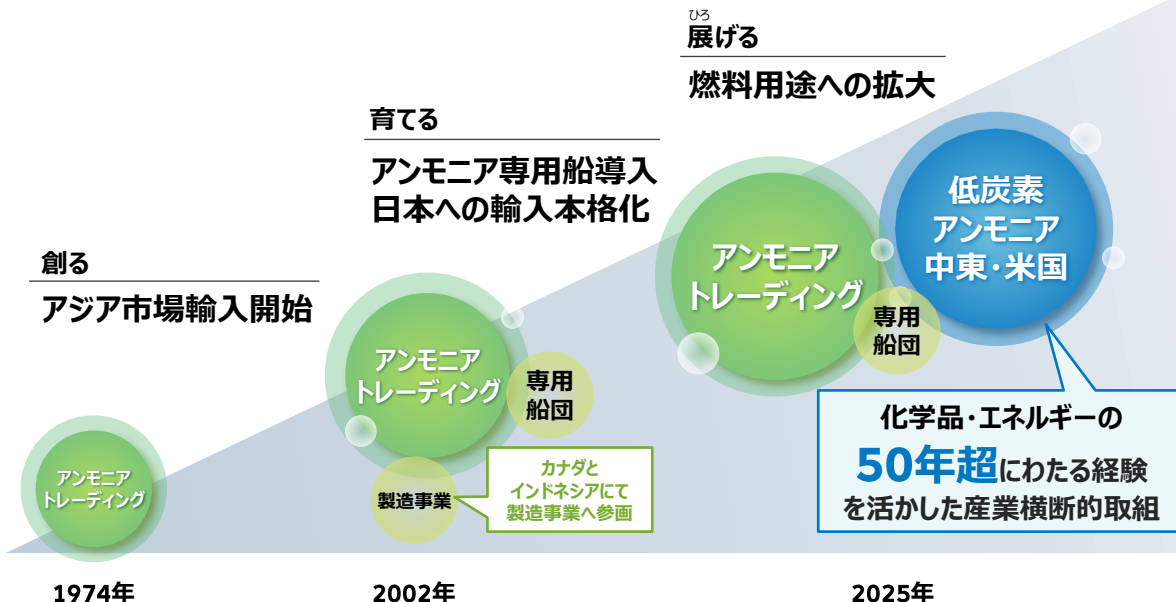 創る
アジア市場輸入開始
アンモニア
トレーディング
1974年
育てる
アンモニア専用船導入
日本への輸入本格化
アンモニア
トレーディング
専用
船団
製造事業
カナダと
インドネシアにて
製造事業へ参画
2002年
ひろ
展げる
燃料用途への拡大
アンモニア
トレーディング
専用
船団
低炭素
アンモニア
中東・米国
化学品・エネルギーの
50年超にわたる経験
を活かした産業横断的取組
2025年